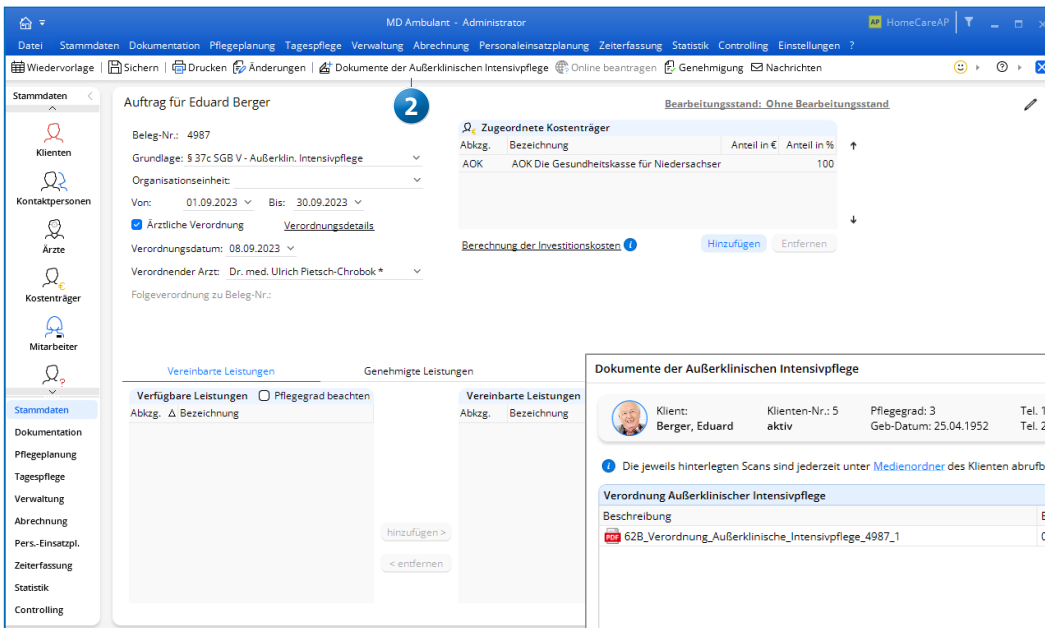 MD Ambulant - Administrator
AP HomeCareAP
Datei Stammdaten Dokumentation Pflegeplanung Tagespflege Verwaltung Abrechnung Personaleinsatzplanung Zeiterfassung Statistik Controlling Einstellungen ?
Wiedervorlage Sichern Drucken Änderungen Dokumente der Außerklinischen Intensivpflege Online beantragen Genehmigung Nachrichten
2
Stammdaten
Klienten
Kontaktpersonen
Ärzte
Kostenträger
Mitarbeiter
Stammdaten
Dokumentation
Pflegeplanung
Tagespflege
Verwaltung
Abrechnung
Pers.-Einsatzpl.
Zeiterfassung
Statistik
Controlling
Auftrag für Eduard Berger
Bearbeitungsstand: Ohne Bearbeitungsstand
Beleg-Nr.: 4987
Grundlage: § 37c SGB V - Außerklin. Intensivpflege
Organisationseinheit:
Von: 01.09.2023 Bis: 30.09.2023
Ärztliche Verordnung Verordnungsdetails
Verordnungsdatum: 08.09.2023
Verordnender Arzt: Dr. med. Ulrich Pietsch-Chrobok *
Folgeverordnung zu Beleg-Nr.:
Zugeordnete Kostenträger
Abkzg. Bezeichnung Anteil in € Anteil in %
AOK AOK Die Gesundheitskasse für Niedersachser 100
Berechnung der Investitionskosten i Hinzufügen Entfernen
Vereinbarte Leistungen Genehmigte Leistungen
Verfügbare Leistungen Pflegegrad beachten
Abkzg. Bezeichnung
hinzufügen >
< entfernen
Vereinbarte Leistungen
Abkzg. Bezeichnung
Dokumente der Außerklinischen Intensivpflege
Klient: Klienten-Nr.: 5 Pflegegrad: 3 Tel. 1
Berger, Eduard aktiv Geb-Datum: 25.04.1952 Tel. 2
i Die jeweils hinterlegten Scans sind jederzeit unter Medienordner des Klienten abrufb
Verordnung Außerklinischer Intensivpflege
Beschreibung
PDF 62B_Verordnung_Außerklinische_Intensivpflege_4987_1